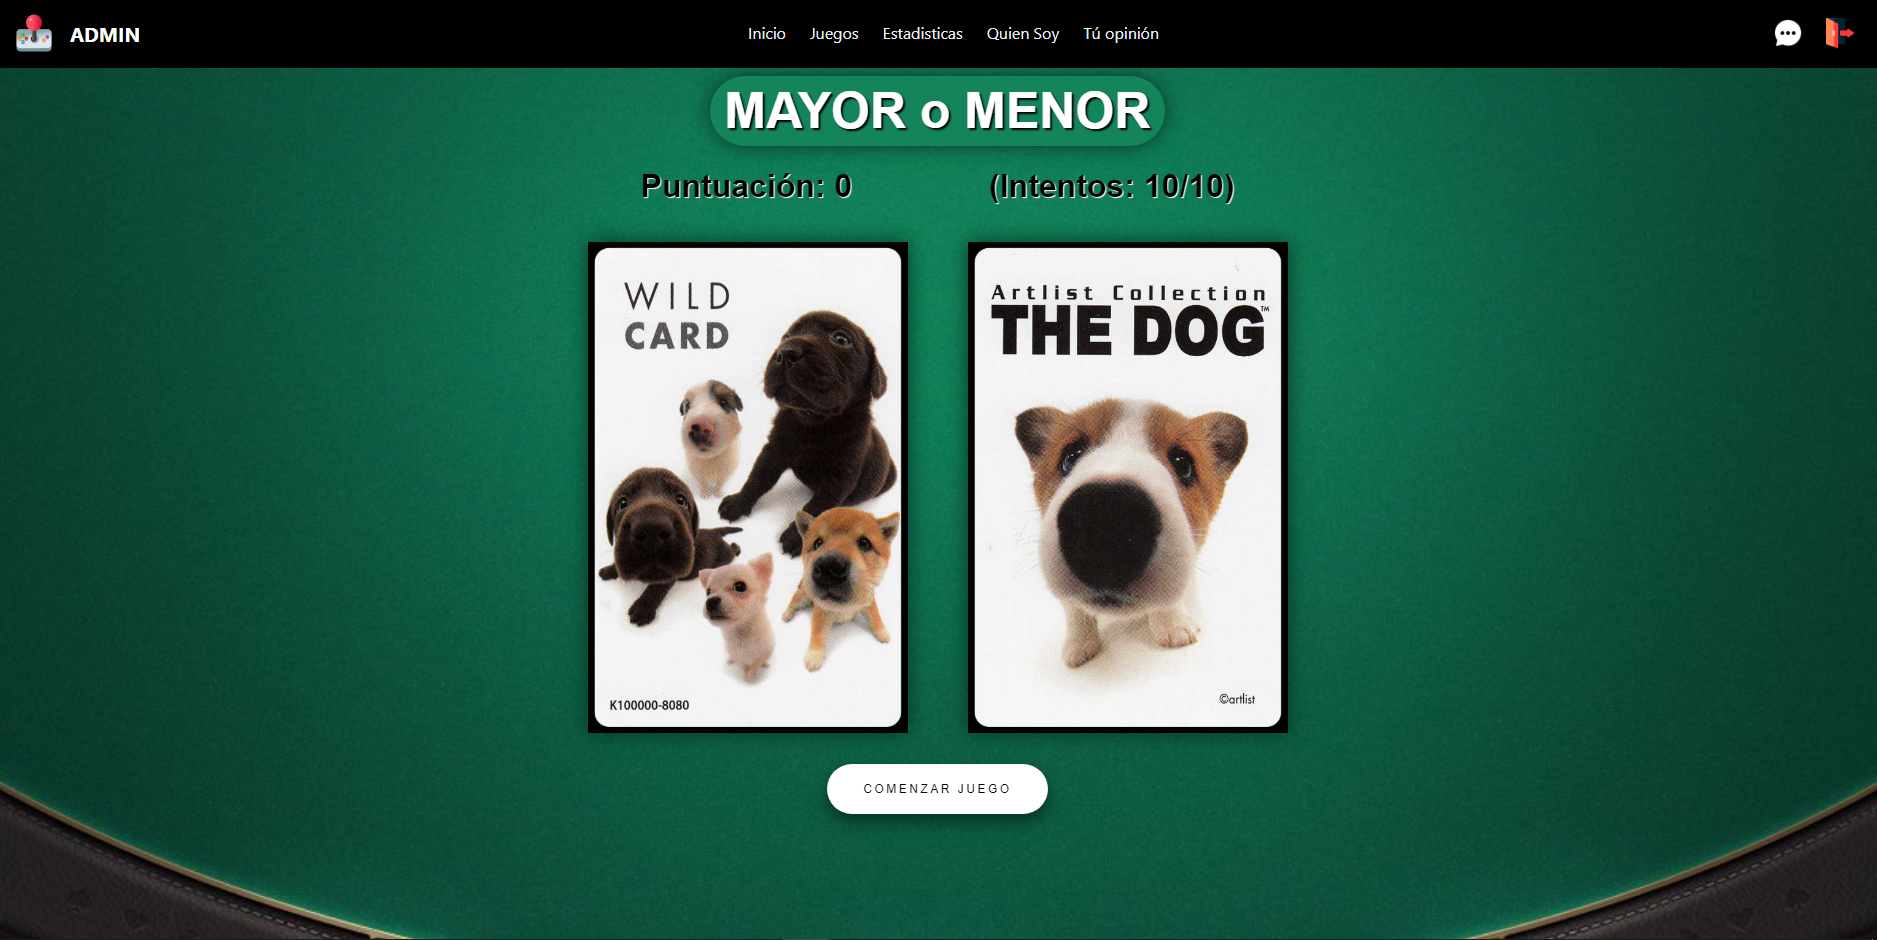 ADMIN
Inicio Juegos Estadisticas Quien Soy Tú opinión
MAYOR o MENOR
Puntuación: 0
(Intentos: 10/10)
WILD
CARD
K100000-8080
Artlist Collection
THE DOG™
©artlist
COMENZAR JUEGO